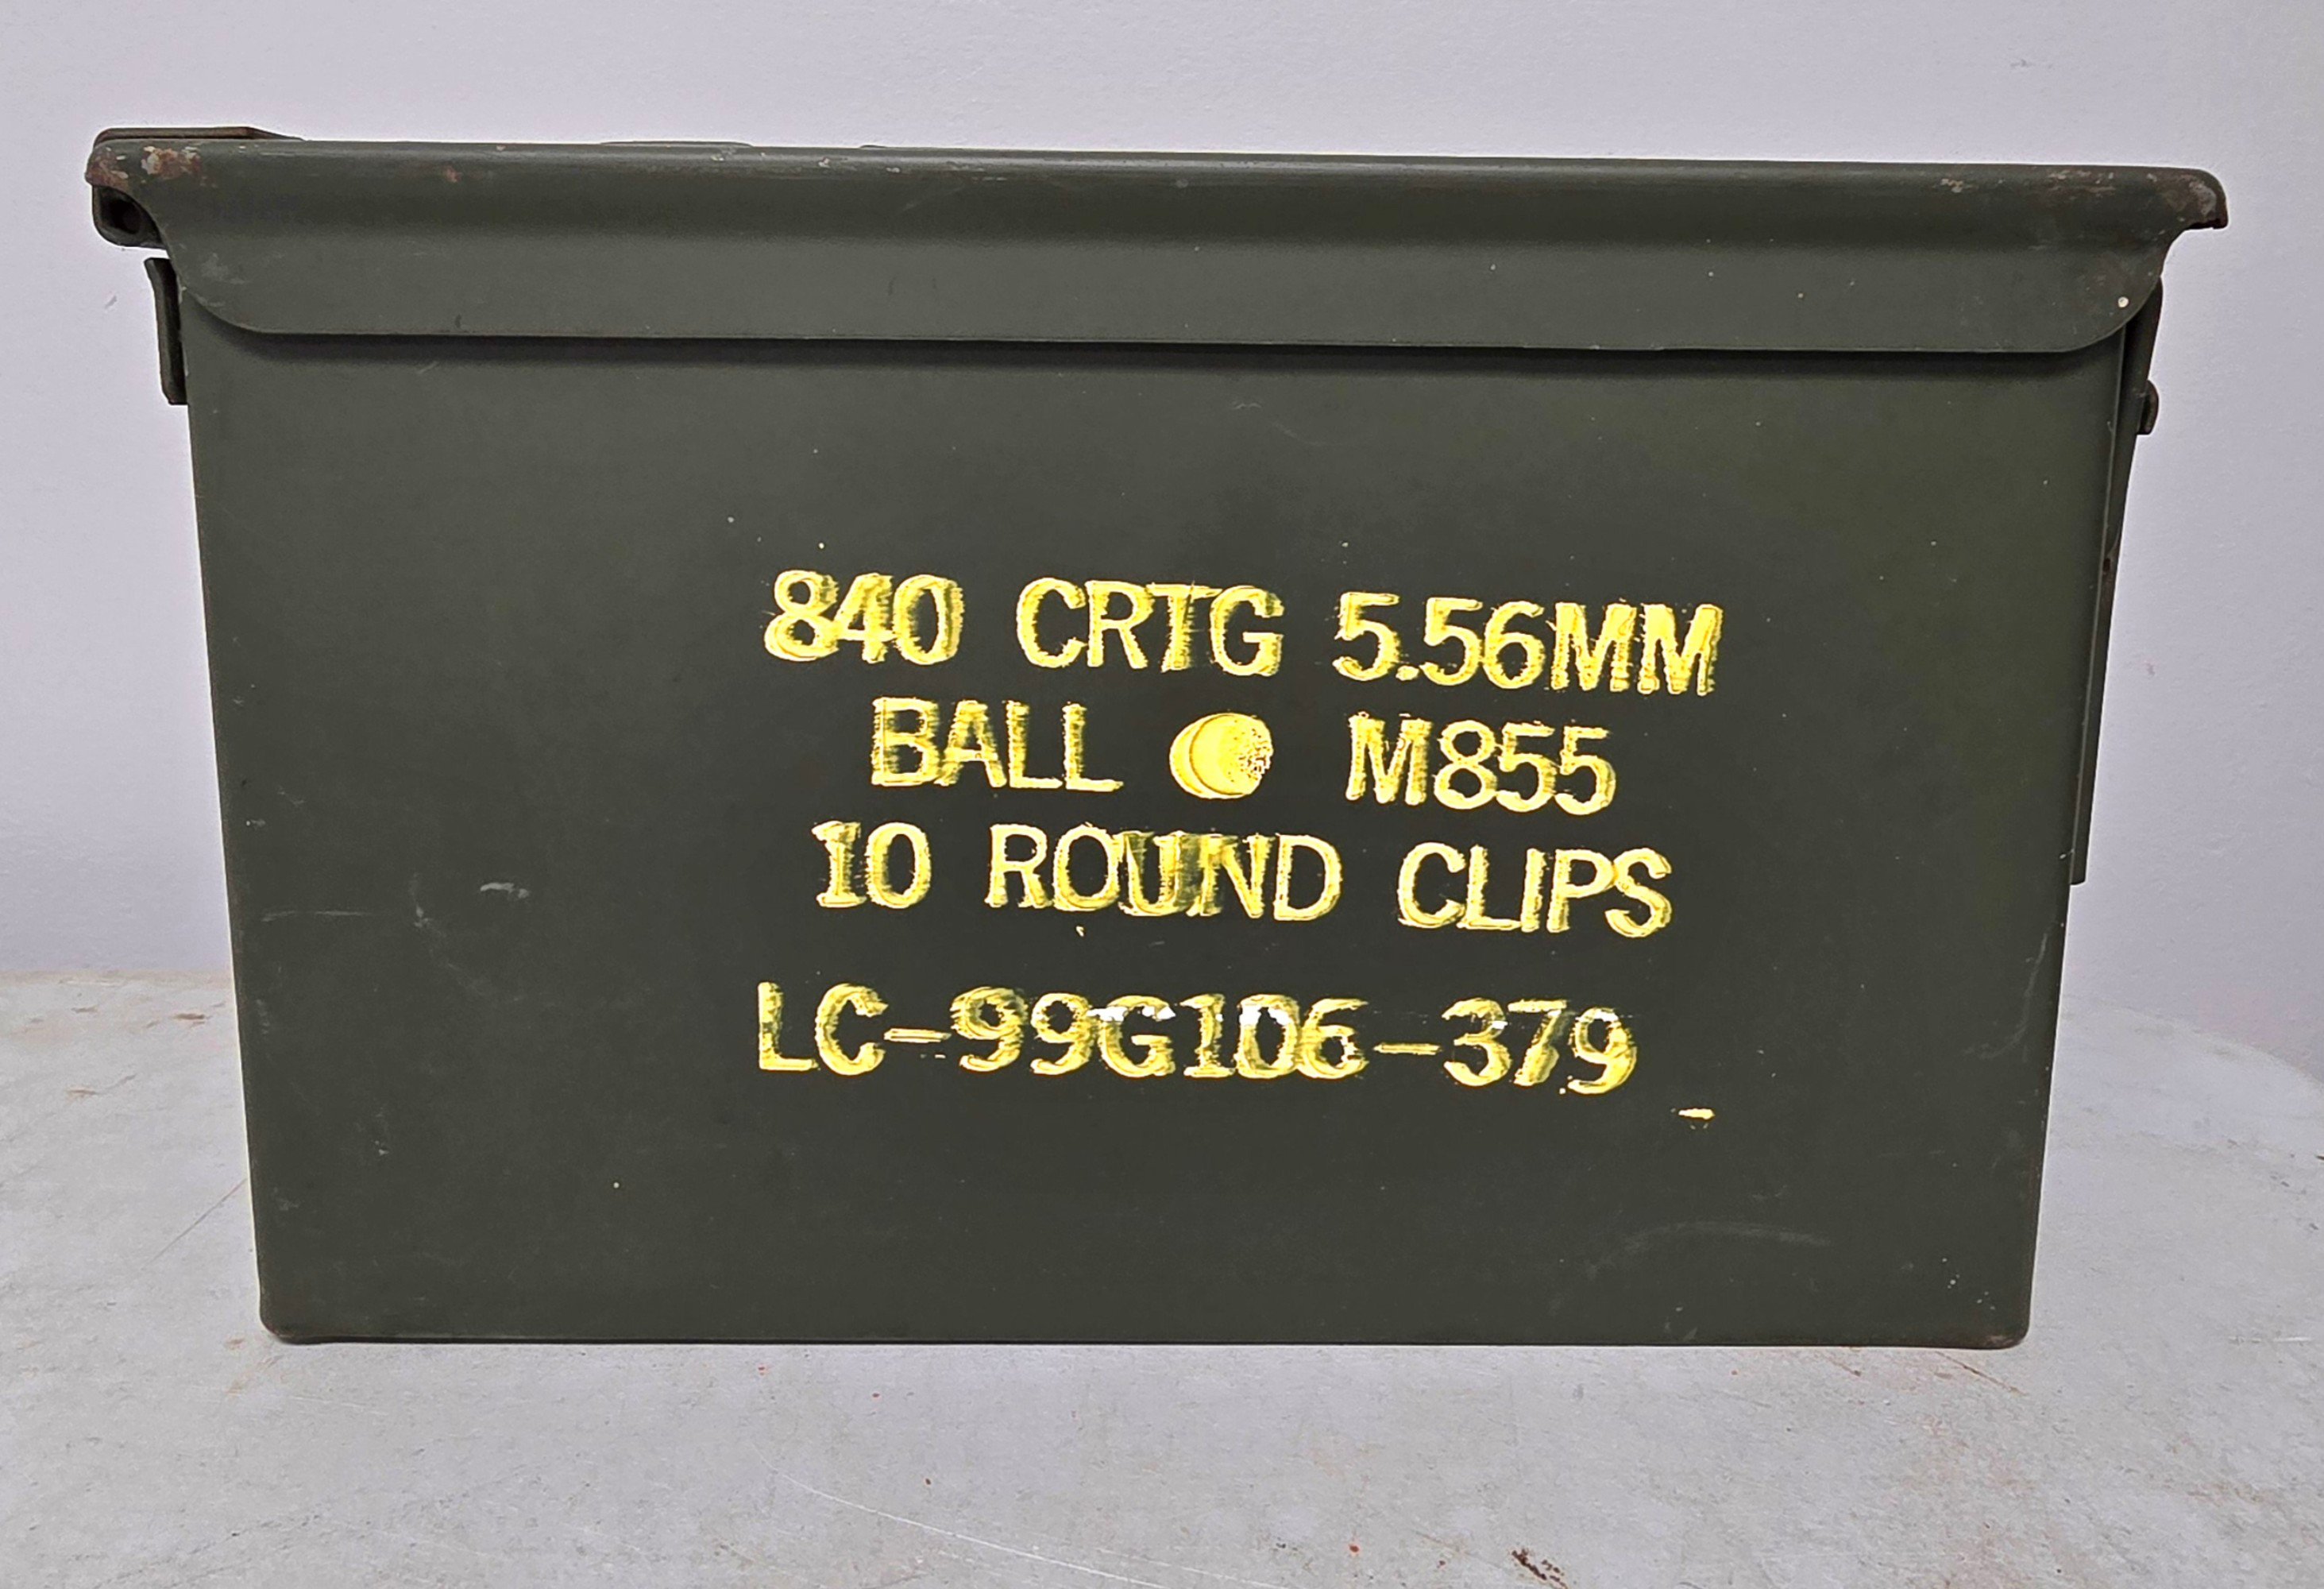 840 CRTG 5.56MM
BALL M855
10 ROUND CLIPS
LC-99G106-379